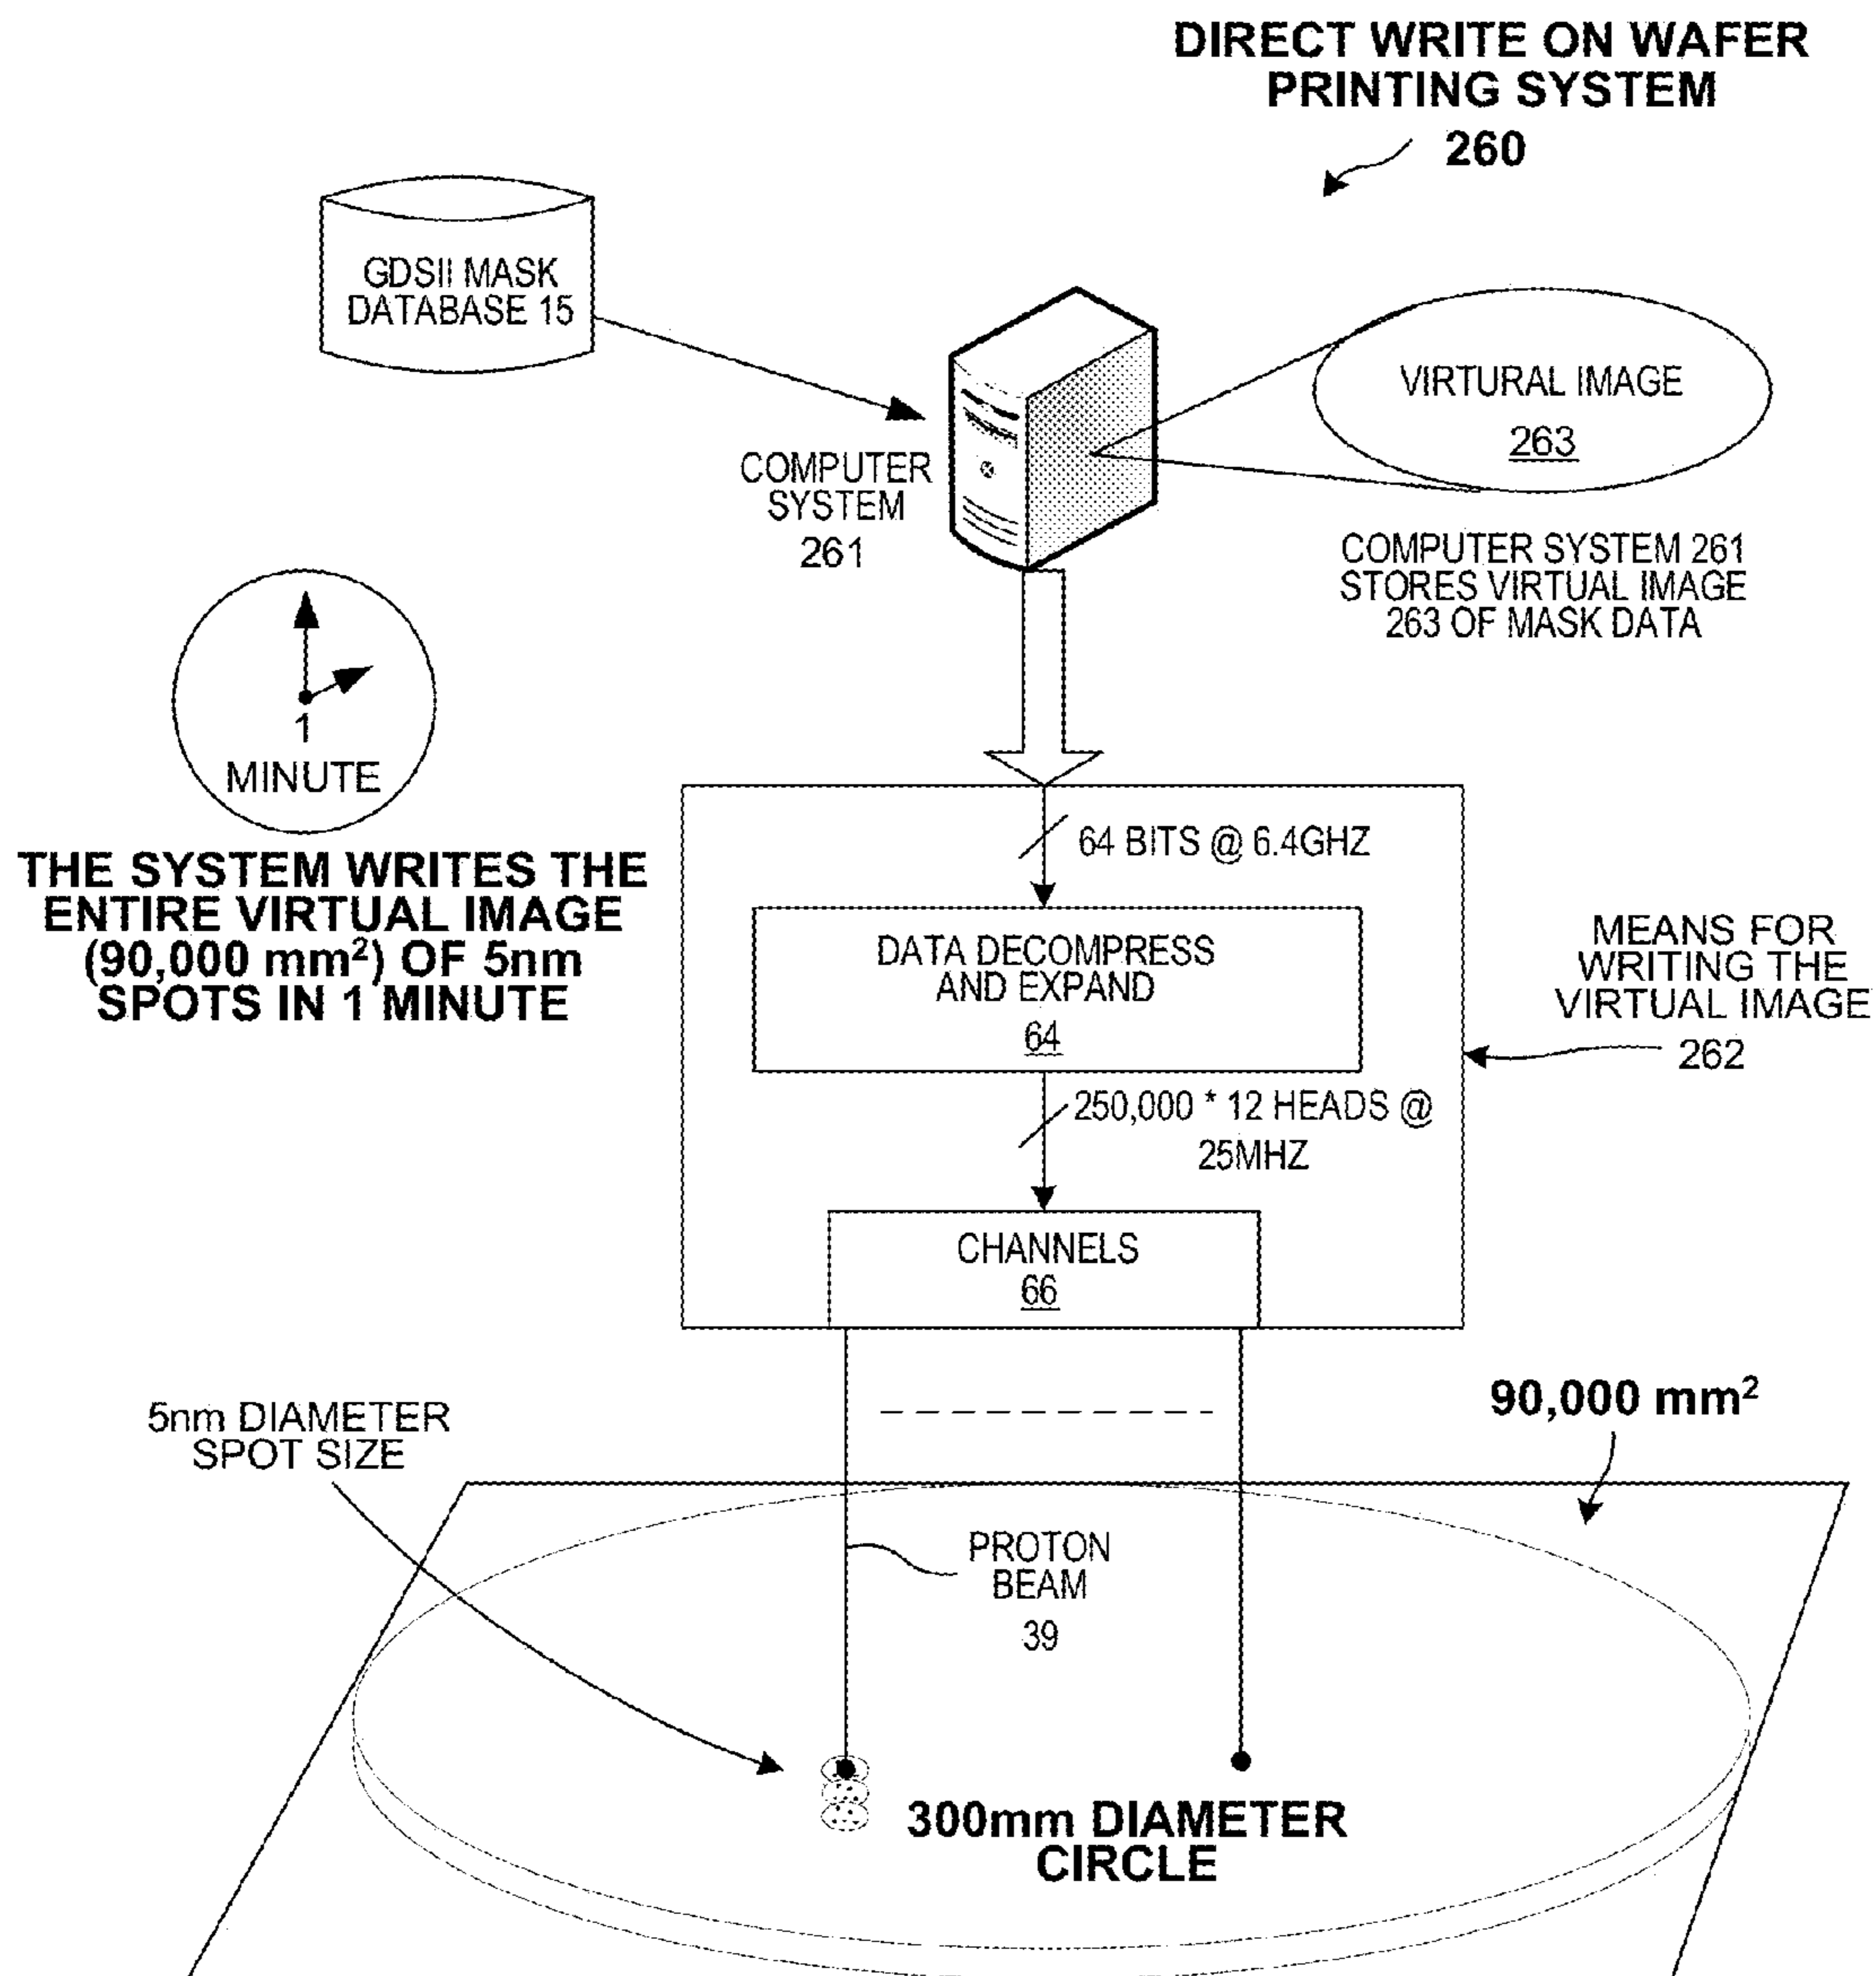 DIRECT WRITE ON WAFER
PRINTING SYSTEM
260
GDSII MASK
DATABASE 15
VIRTURAL IMAGE
263
COMPUTER
SYSTEM
261
COMPUTER SYSTEM 261
STORES VIRTUAL IMAGE
263 OF MASK DATA
1
MINUTE
THE SYSTEM WRITES THE
ENTIRE VIRTUAL IMAGE
(90,000 mm²) OF 5nm
SPOTS IN 1 MINUTE
64 BITS @ 6.4GHZ
DATA DECOMPRESS
AND EXPAND
64
MEANS FOR
WRITING THE
VIRTUAL IMAGE
262
250,000 * 12 HEADS @
25MHZ
CHANNELS
66
5nm DIAMETER
SPOT SIZE
90,000 mm²
PROTON
BEAM
39
300mm DIAMETER
CIRCLE